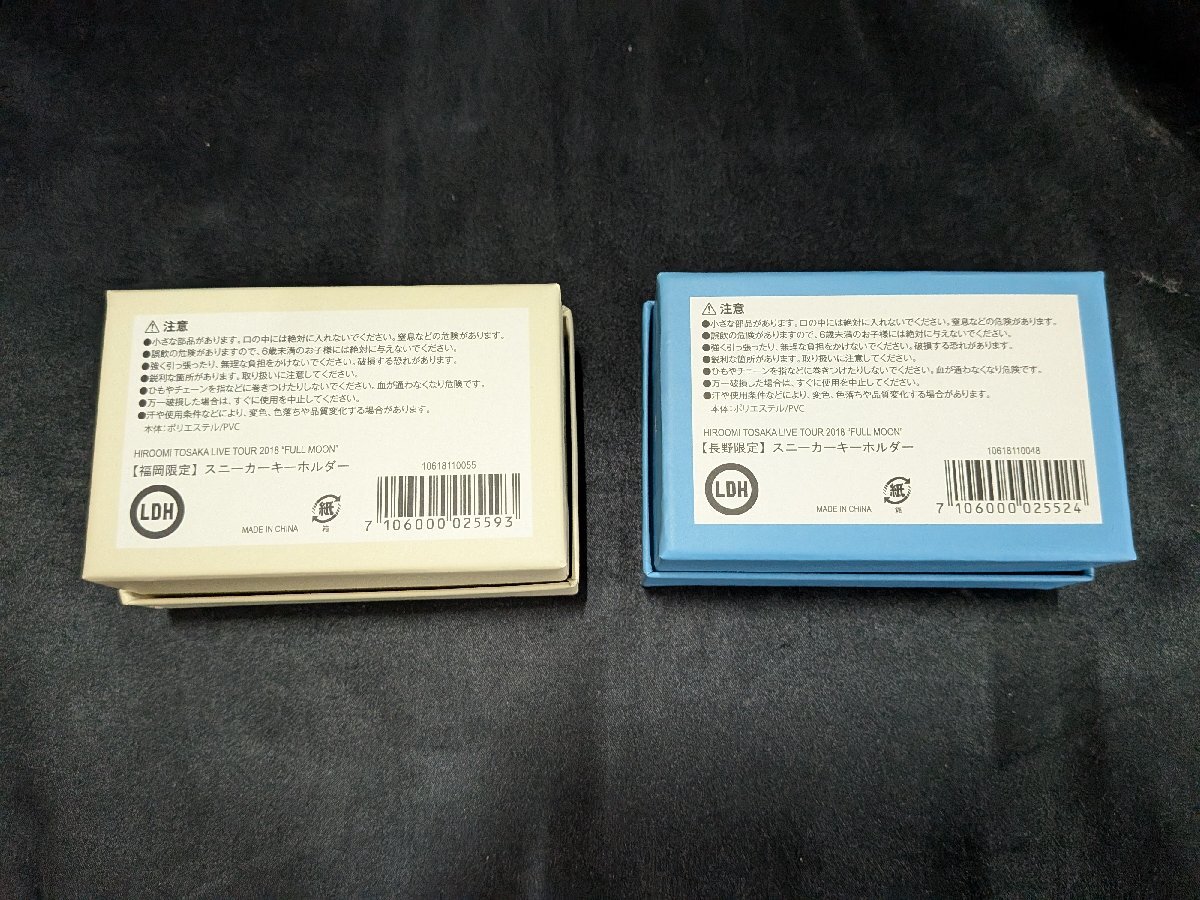 ⚠ 注意
●小さな部品があります。口の中には絶対に入れないでください。窒息などの危険があります。
●誤飲の危険がありますので、6歳未満のお子様には絶対に与えないでください。
●強く引っ張ったり、無理な負担をかけないでください。破損する恐れがあります。
●鋭利な箇所があります。取り扱いに注意してください。
●ひもやチェーンを指などに巻きつけたりしないでください。血が通わなくなり危険です。
●万一破損した場合は、すぐに使用を中止してください。
●汗や使用条件などにより、変色、色落ちや品質変化する場合があります。
本体:ポリエステル/PVC
HIROOMI TOSAKA LIVE TOUR 2018 "FULL MOON"
【福岡限定】スニーカーキーホルダー
10618110055
LDH
MADE IN CHINA
紙
箱
7 106000 025593
⚠ 注意
●小さな部品があります。口の中には絶対に入れないでください。窒息などの危険があります。
●誤飲の危険がありますので、6歳未満のお子様には絶対に与えないでください。
●強く引っ張ったり、無理な負担をかけないでください。破損する恐れがあります。
●鋭利な箇所があります。取り扱いに注意してください。
●ひもやチェーンを指などに巻きつけたりしないでください。血が通わなくなり危険です。
●万一破損した場合は、すぐに使用を中止してください。
●汗や使用条件などにより、変色、色落ちや品質変化する場合があります。
本体:ポリエステル/PVC
HIROOMI TOSAKA LIVE TOUR 2018 "FULL MOON"
【長野限定】スニーカーキーホルダー
10618110048
LDH
MADE IN CHINA
紙
箱
7 106000 025524